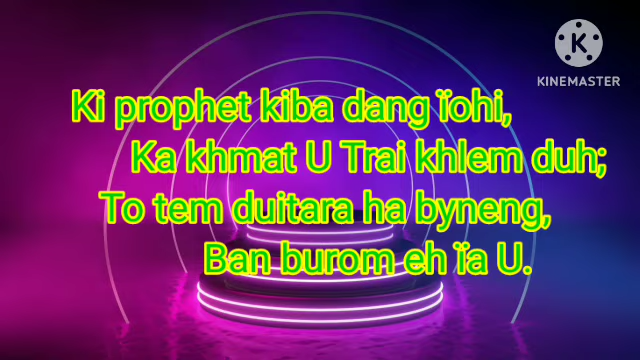 KINEMASTER
Ki prophet kiba dang ïohi,
Ka khmat U Trai khlem duh;
To tem duitara ha byneng,
Ban burom eh ïa U.